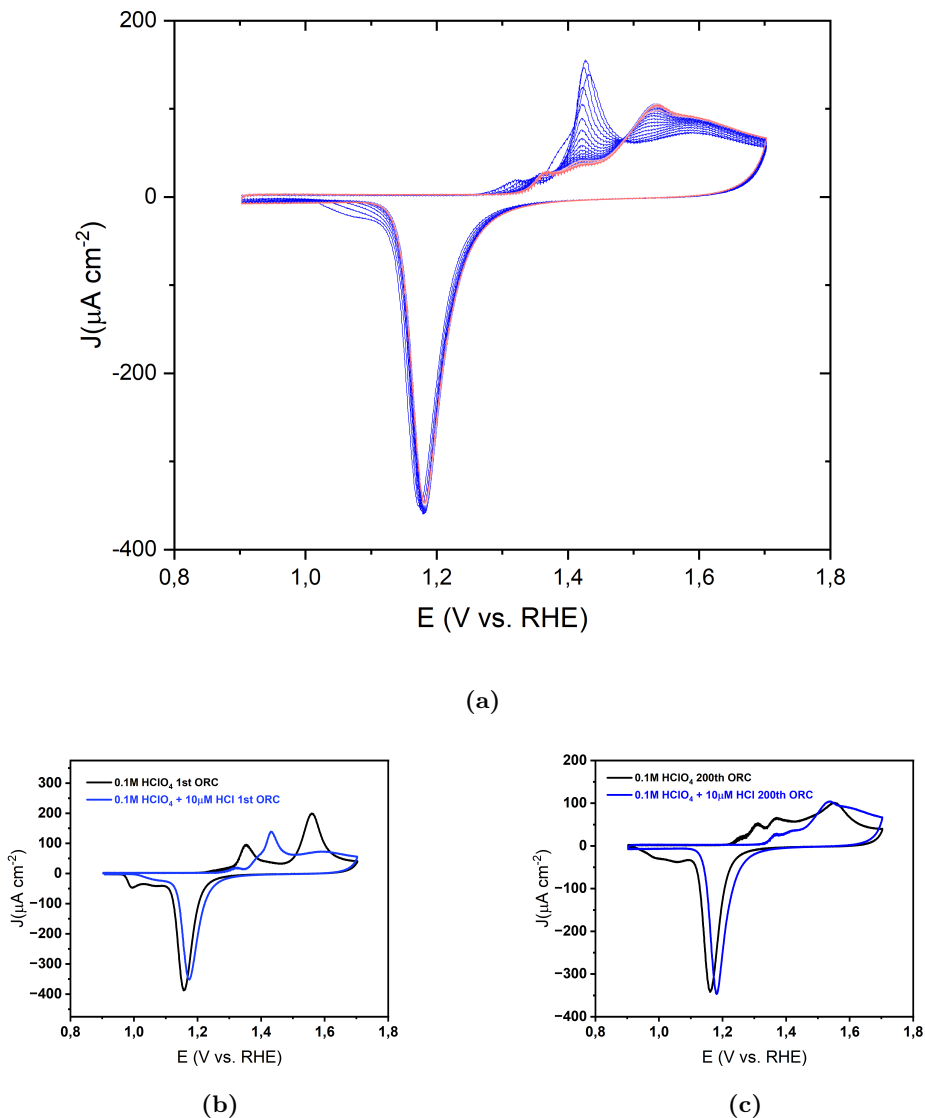 200
0
-200
-400
J(μA cm⁻²)
0,8 1,0 1,2 1,4 1,6 1,8
E (V vs. RHE)
(a)
0.1M HClO₄ 1st ORC
0.1M HClO₄ + 10μM HCl 1st ORC
300
200
100
0
−100
−200
−300
−400
J(μA cm⁻²)
0,8 1,0 1,2 1,4 1,6 1,8
E (V vs. RHE)
(b)
0.1M HClO₄ 200th ORC
0.1M HClO₄ + 10μM HCl 200th ORC
200
100
0
−100
−200
−300
−400
J(μA cm⁻²)
0,8 1,0 1,2 1,4 1,6 1,8
E (V vs. RHE)
(c)